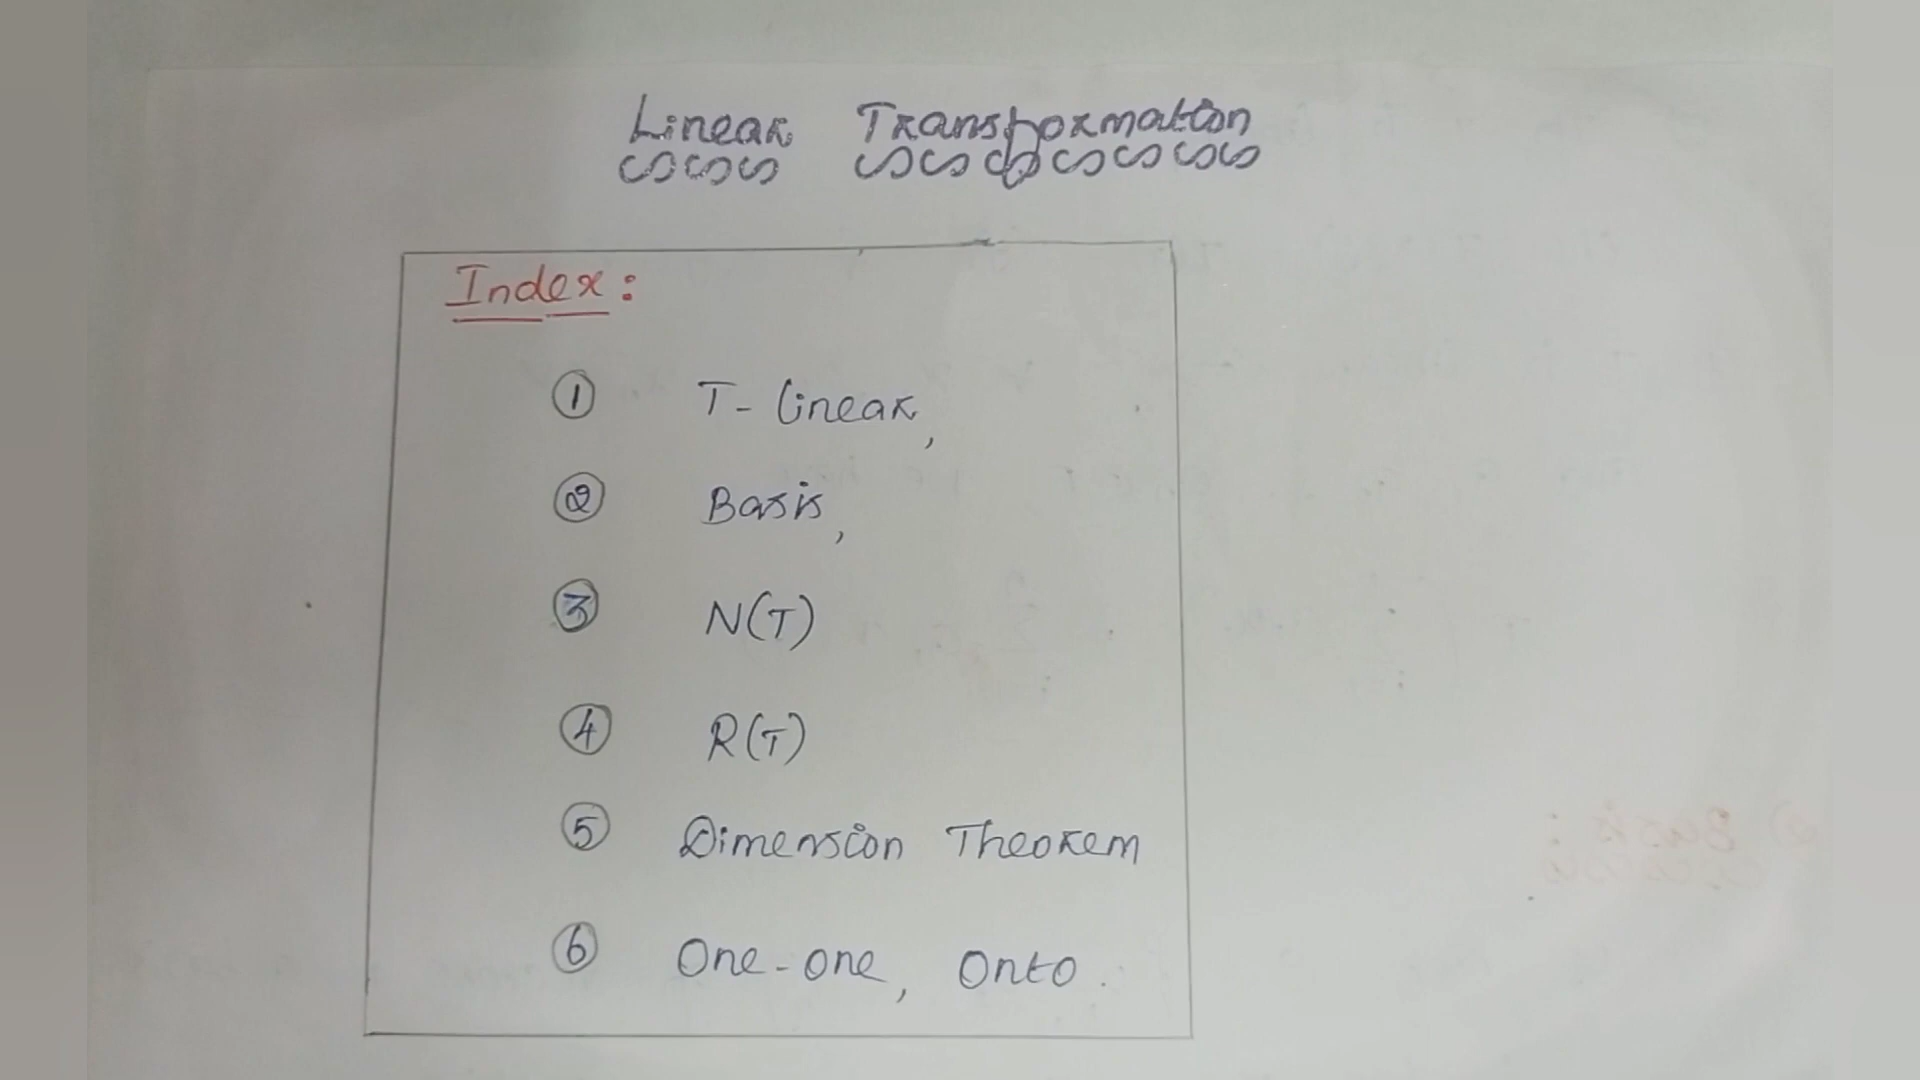 Linear Transformation
Index:
① T- linear,
② Basis,
③ N(T)
④ R(T)
⑤ Dimension Theorem
⑥ One-one, Onto.